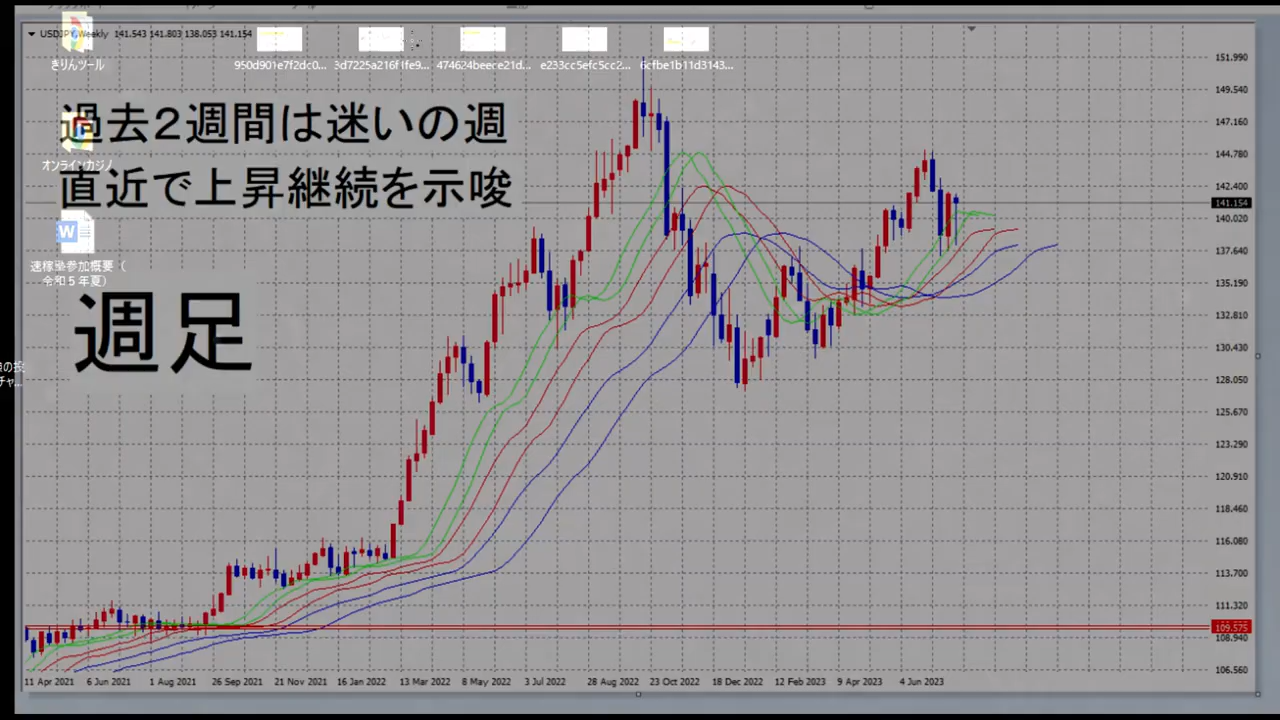 USDJPY,Weekly 141.543 141.803 138.053 141.154
きりんツール
950d901e7f2dc0...
3d7225a216f1fe9...
474624beece21d...
e233cc5efc5cc2...
6cfbe1b11d3143...
過去２週間は迷いの週
オンラインカジノ
直近で上昇継続を示唆
W
速稼塾参加概要（
令和５年夏）
週足
151.990
149.540
147.160
144.780
142.400
141.154
140.020
137.640
135.190
132.810
130.430
128.050
125.670
123.290
120.910
118.460
116.080
113.700
111.320
109.575
108.940
106.560
11 Apr 2021
6 Jun 2021
1 Aug 2021
26 Sep 2021
21 Nov 2021
16 Jan 2022
13 Mar 2022
8 May 2022
3 Jul 2022
28 Aug 2022
23 Oct 2022
18 Dec 2022
12 Feb 2023
9 Apr 2023
4 Jun 2023